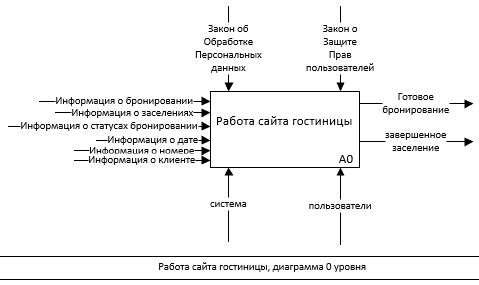 Закон об
Обработке
Персональных
данных
Закон о
Защите
Прав
пользователей
Информация о бронировании
Информация о заселениях
Информация о статусах бронировании
Информация о дате
Информация о номере
Информация о клиенте
Работа сайта гостиницы
A0
Готовое
бронирование
завершенное
заселение
система
пользователи
Работа сайта гостиницы, диаграмма 0 уровня